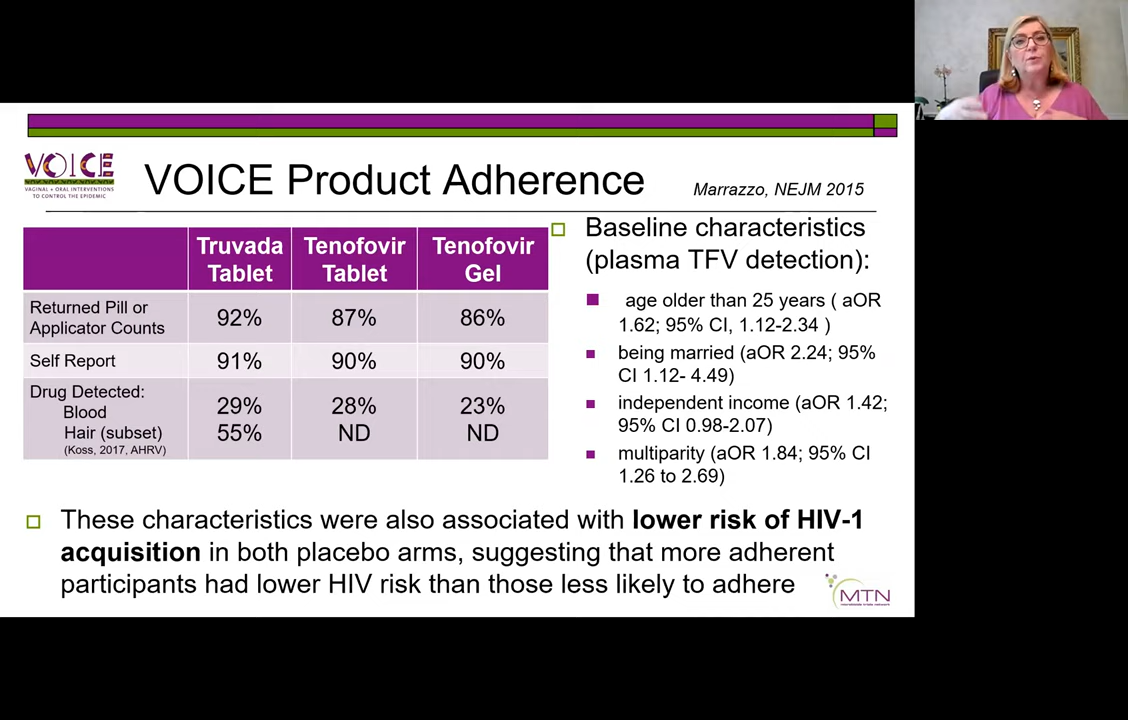 VOICE
VAGINAL + ORAL INTERVENTIONS
TO CONTROL THE EPIDEMIC
VOICE Product Adherence
Marrazzo, NEJM 2015
Truvada Tablet
Tenofovir Tablet
Tenofovir Gel
Returned Pill or Applicator Counts
92%
87%
86%
Self Report
91%
90%
90%
Drug Detected:
Blood
29%
28%
23%
Hair (subset)
55%
ND
ND
(Koss, 2017, AHRV)
Baseline characteristics
(plasma TFV detection):
age older than 25 years ( aOR
1.62; 95% CI, 1.12-2.34 )
being married (aOR 2.24; 95%
CI 1.12- 4.49)
independent income (aOR 1.42;
95% CI 0.98-2.07)
multiparity (aOR 1.84; 95% CI
1.26 to 2.69)
These characteristics were also associated with lower risk of HIV-1
acquisition in both placebo arms, suggesting that more adherent
participants had lower HIV risk than those less likely to adhere
MTN